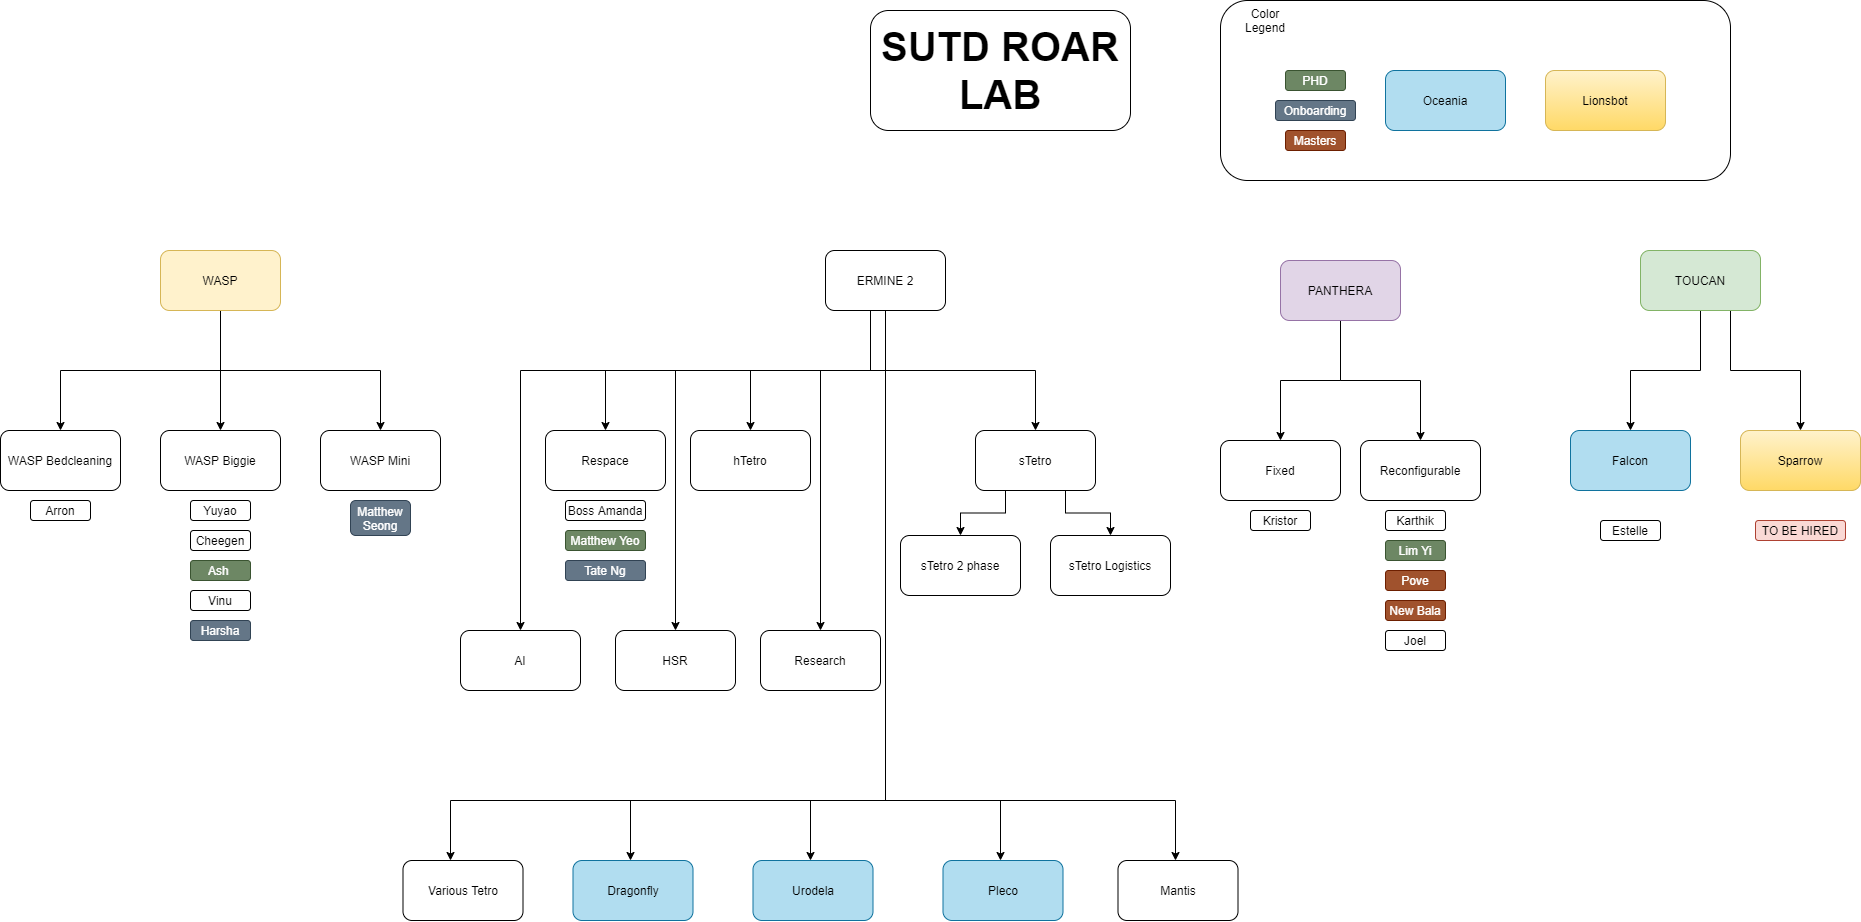 SUTD ROAR
LAB
Color
Legend
PHD
Onboarding
Masters
Oceania
Lionsbot
WASP
ERMINE 2
PANTHERA
TOUCAN
WASP Bedcleaning
WASP Biggie
WASP Mini
Respace
hTetro
sTetro
Fixed
Reconfigurable
Falcon
Sparrow
Arron
Yuyao
Cheegen
Ash
Vinu
Harsha
Matthew
Seong
Boss Amanda
Matthew Yeo
Tate Ng
sTetro 2 phase
sTetro Logistics
Kristor
Karthik
Lim Yi
Pove
New Bala
Joel
Estelle
TO BE HIRED
AI
HSR
Research
Various Tetro
Dragonfly
Urodela
Pleco
Mantis